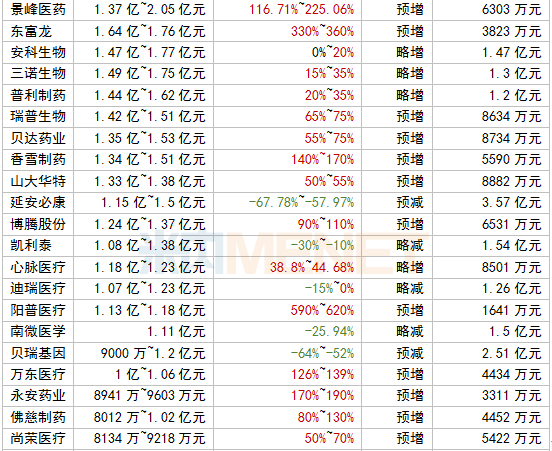 景峰医药 1.37 亿~2.05 亿元 116.71%~225.06% 预增 6303 万元
东富龙 1.64 亿~1.76 亿元 330%~360% 预增 3823 万元
安科生物 1.47 亿~1.77 亿元 0%~20% 略增 1.47 亿元
三诺生物 1.49 亿~1.75 亿元 15%~35% 略增 1.3 亿元
普利制药 1.44 亿~1.62 亿元 20%~35% 略增 1.2 亿元
瑞普生物 1.42 亿~1.51 亿元 65%~75% 预增 8634 万元
贝达药业 1.35 亿~1.53 亿元 55%~75% 预增 8734 万元
香雪制药 1.34 亿~1.51 亿元 140%~170% 预增 5590 万元
山大华特 1.33 亿~1.38 亿元 50%~55% 预增 8882 万元
延安必康 1.15 亿~1.5 亿元 -67.78%~-57.97% 预减 3.57 亿元
博腾股份 1.24 亿~1.37 亿元 90%~110% 预增 6531 万元
凯利泰 1.08 亿~1.38 亿元 -30%~-10% 略减 1.54 亿元
心脉医疗 1.18 亿~1.23 亿元 38.8%~44.68% 略增 8501 万元
迪瑞医疗 1.07 亿~1.23 亿元 -15%~0% 略减 1.26 亿元
阳普医疗 1.13 亿~1.18 亿元 590%~620% 预增 1641 万元
南微医学 1.11 亿元 -25.94% 略减 1.5 亿元
贝瑞基因 9000 万~1.2 亿元 -64%~-52% 预减 2.51 亿元
万东医疗 1 亿~1.06 亿元 126%~139% 预增 4434 万元
永安药业 8941 万~9603 万元 170%~190% 预增 3311 万元
佛慈制药 8012 万~1.02 亿元 80%~130% 预增 4452 万元
尚荣医疗 8134 万~9218 万元 50%~70% 预增 5422 万元